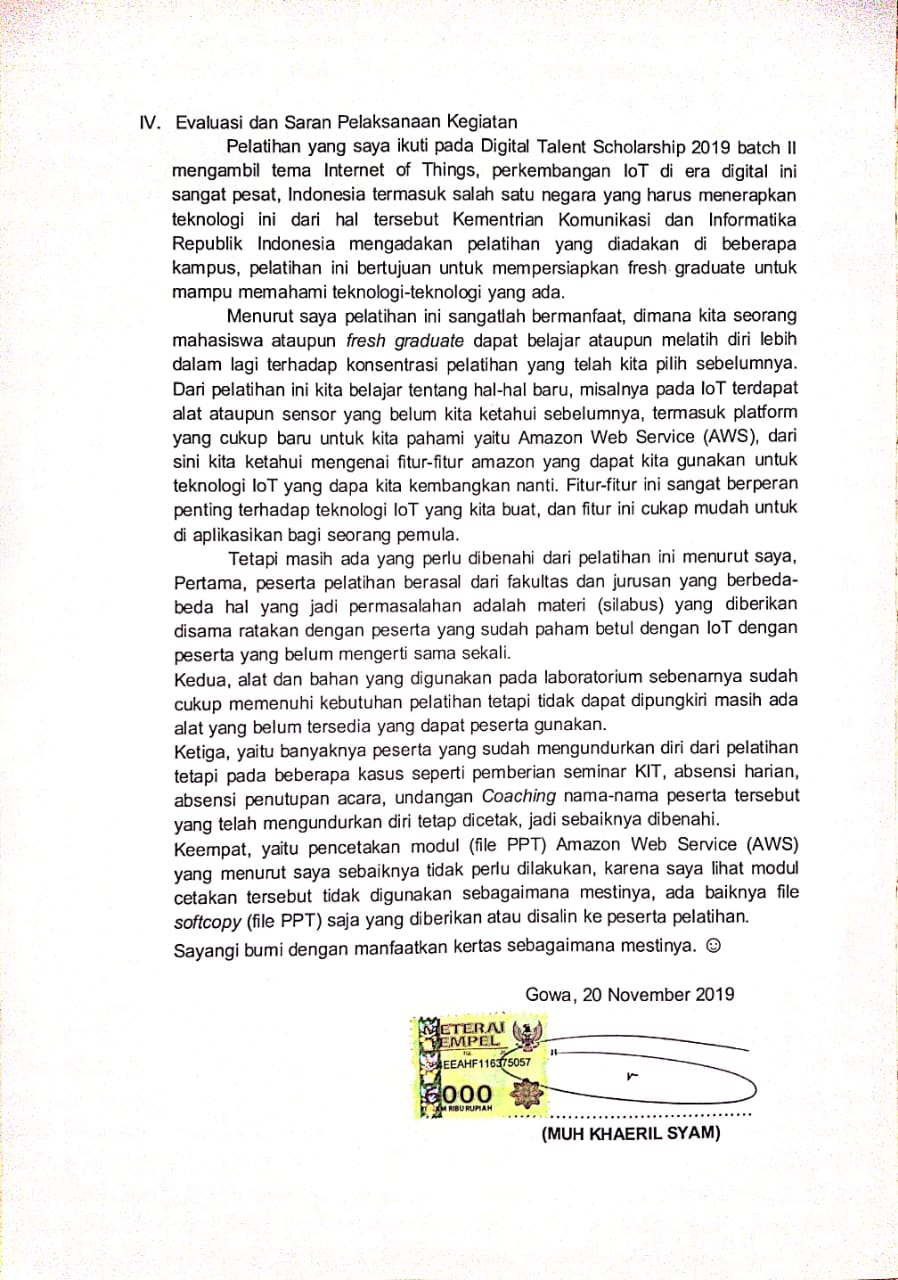 IV. Evaluasi dan Saran Pelaksanaan Kegiatan
Pelatihan yang saya ikuti pada Digital Talent Scholarship 2019 batch II
mengambil tema Internet of Things, perkembangan IoT di era digital ini
sangat pesat, Indonesia termasuk salah satu negara yang harus menerapkan
teknologi ini dari hal tersebut Kementrian Komunikasi dan Informatika
Republik Indonesia mengadakan pelatihan yang diadakan di beberapa
kampus, pelatihan ini bertujuan untuk mempersiapkan fresh graduate untuk
mampu memahami teknologi-teknologi yang ada.
Menurut saya pelatihan ini sangatlah bermanfaat, dimana kita seorang
mahasiswa ataupun fresh graduate dapat belajar ataupun melatih diri lebih
dalam lagi terhadap konsentrasi pelatihan yang telah kita pilih sebelumnya.
Dari pelatihan ini kita belajar tentang hal-hal baru, misalnya pada IoT terdapat
alat ataupun sensor yang belum kita ketahui sebelumnya, termasuk platform
yang cukup baru untuk kita pahami yaitu Amazon Web Service (AWS), dari
sini kita ketahui mengenai fitur-fitur amazon yang dapat kita gunakan untuk
teknologi IoT yang dapa kita kembangkan nanti. Fitur-fitur ini sangat berperan
penting terhadap teknologi IoT yang kita buat, dan fitur ini cukap mudah untuk
di aplikasikan bagi seorang pemula.
Tetapi masih ada yang perlu dibenahi dari pelatihan ini menurut saya,
Pertama, peserta pelatihan berasal dari fakultas dan jurusan yang berbeda-
beda hal yang jadi permasalahan adalah materi (silabus) yang diberikan
disama ratakan dengan peserta yang sudah paham betul dengan IoT dengan
peserta yang belum mengerti sama sekali.
Kedua, alat dan bahan yang digunakan pada laboratorium sebenarnya sudah
cukup memenuhi kebutuhan pelatihan tetapi tidak dapat dipungkiri masih ada
alat yang belum tersedia yang dapat peserta gunakan.
Ketiga, yaitu banyaknya peserta yang sudah mengundurkan diri dari pelatihan
tetapi pada beberapa kasus seperti pemberian seminar KIT, absensi harian,
absensi penutupan acara, undangan Coaching nama-nama peserta tersebut
yang telah mengundurkan diri tetap dicetak, jadi sebaiknya dibenahi.
Keempat, yaitu pencetakan modul (file PPT) Amazon Web Service (AWS)
yang menurut saya sebaiknya tidak perlu dilakukan, karena saya lihat modul
cetakan tersebut tidak digunakan sebagaimana mestinya, ada baiknya file
softcopy (file PPT) saja yang diberikan atau disalin ke peserta pelatihan.
Sayangi bumi dengan manfaatkan kertas sebagaimana mestinya. ☺
Gowa, 20 November 2019
METERAI
TEMPEL
EEAHF116375057
6000
ENAM RIBU RUPIAH
(MUH KHAERIL SYAM)